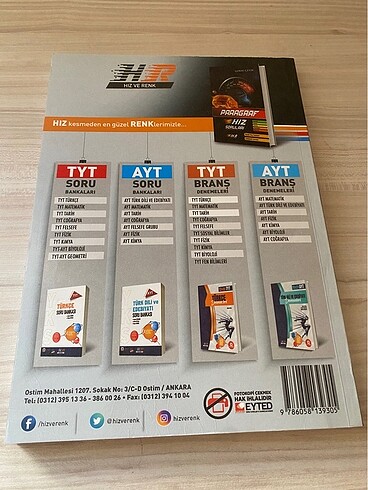 HIZ VE RENK
HIZ kesmeden en güzel RENKlerimizle...
PARAGRAF
HIZ
TYT
SORU
BANKALARI
TYT TÜRKÇE
TYT MATEMATİK
TYT TARİH
TYT COĞRAFYA
TYT FELSEFE
TYT FİZİK
TYT KİMYA
TYT-AYT BİYOLOJİ
TYT-AYT GEOMETRİ
AYT
SORU
BANKALARI
AYT TÜRK DİLİ VE EDEBİYATI
AYT MATEMATİK
AYT TARİH
AYT COĞRAFYA
AYT FELSEFE GRUBU
AYT FİZİK
AYT KİMYA
TYT
BRANŞ
DENEMELERİ
TYT TÜRKÇE
TYT MATEMATİK
TYT TARİH
TYT COĞRAFYA
TYT FELSEFE
TYT SOSYAL BİLİMLER
TYT FİZİK
TYT KİMYA
TYT BİYOLOJİ
TYT FEN BİLİMLERİ
AYT
BRANŞ
DENEMELERİ
AYT MATEMATİK
AYT TÜRK DİLİ VE EDEBİYATI
AYT TARİH
AYT COĞRAFYA
AYT FİZİK
AYT KİMYA
AYT BİYOLOJİ
AYT COĞRAFYA
TÜRKÇE
SORU BANKASI
TÜRK DİLİ VE
EDEBİYATI
SORU BANKASI
Ostim Mahallesi 1207. Sokak No: 3/C-D Ostim / ANKARA
Tel: (0312) 395 13 36 - 386 00 26 • Fax: (0312) 394 10 04
/hizverenk
@hizverenk
/hizverenk
FOTOKOPİ ÇEKMEK
HAK İHLALİDİR
EYTED
9 786058 139305